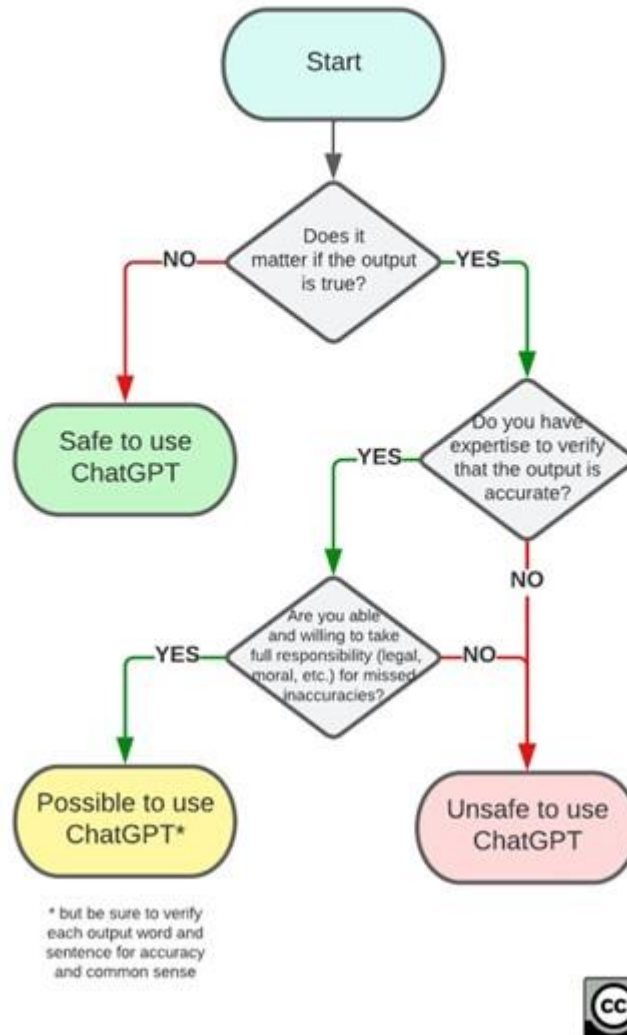 Start
Does it
matter if the output
is true?
NO
YES
Safe to use
ChatGPT
Do you have
expertise to verify
that the output is
accurate?
YES
NO
Are you able
and willing to take
full responsibility (legal,
moral, etc.) for missed
inaccuracies?
YES
NO
Possible to use
ChatGPT*
Unsafe to use
ChatGPT
* but be sure to verify
each output word and
sentence for accuracy
and common sense
cc